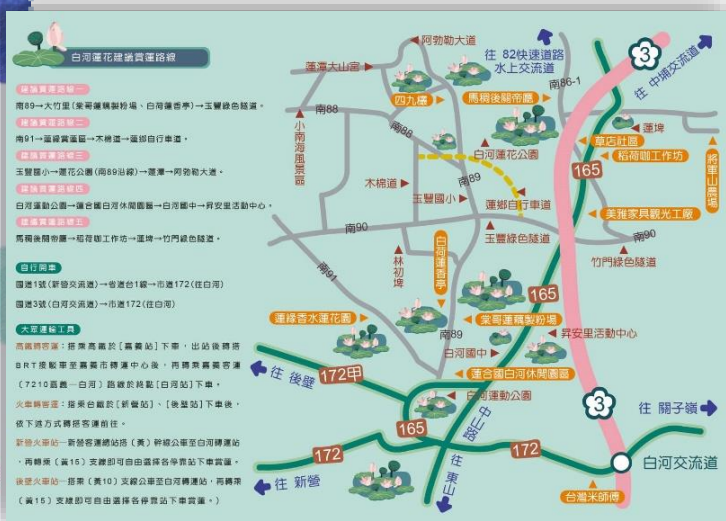 白河蓮花建議賞蓮路線
建議賞蓮路線一
南89→大竹里(棠哥蓮藕製粉場、白荷蓮香亭)→玉豐綠色隧道。
建議賞蓮路線二
南91→蓮緣賞蓮區→木棉道→蓮鄉自行車道。
建議賞蓮路線三
玉豐國小→蓮花公園(南89沿線)→蓮潭→阿勃勒大道。
建議賞蓮路線四
白河運動公園→蓮合國白河休閒園區→白河國中→昇安里活動中心。
建議賞蓮路線五
馬稠後關帝廳→稻荷咖工作坊→蓮埤→竹門綠色隧道。
自行開車
國道1號(新營交流道)→省道台1線→市道172(往白河)
國道3號(白河交流道)→市道172(往白河)
大眾運輸工具
高鐵轉客運：搭乘高鐵於[嘉義站]下車，出站後轉搭
BRT接駁車至嘉義市轉運中心後，再轉乘嘉義客運
(7210嘉義—白河)路線於終點[白河站]下車。
火車轉客運：搭乘台鐵於[新營站]、[後壁站]下車後，
依下述方式轉搭客運前往。
新營火車站—新營客運總站搭(黃)幹線公車至白河轉運站
，再轉乘(黃15)支線即可自由選擇各停靠站下車賞蓮。
後壁火車站—搭乘(黃10)支線公車至白河轉運站，再轉乘
(黃15)支線即可自由選擇各停靠站下車賞蓮。)
阿勃勒大道
蓮潭大山宮
往 82快速道路
水上交流道
3
往 中埔交流道
四九樓
馬稠後關帝廳
南86-1
南88
南88
小南海風景區
白河蓮花公園
蓮埤
草店社區
稻荷咖工作坊
將軍山農場
165
木棉道
南89
玉豐國小
蓮鄉自行車道
美雅家具觀光工廠
南90
玉豐綠色隧道
南90
竹門綠色隧道
林初埤
白荷蓮香亭
南91
165
棠哥蓮藕製粉場
蓮緣香水蓮花園
南89
昇安里活動中心
白河國中
往 後壁
172甲
蓮合國白河休閒園區
白河運動公園
3
往 關子嶺
165
中山路
172
172
白河交流道
往 新營
往 東山
台灣米師傅